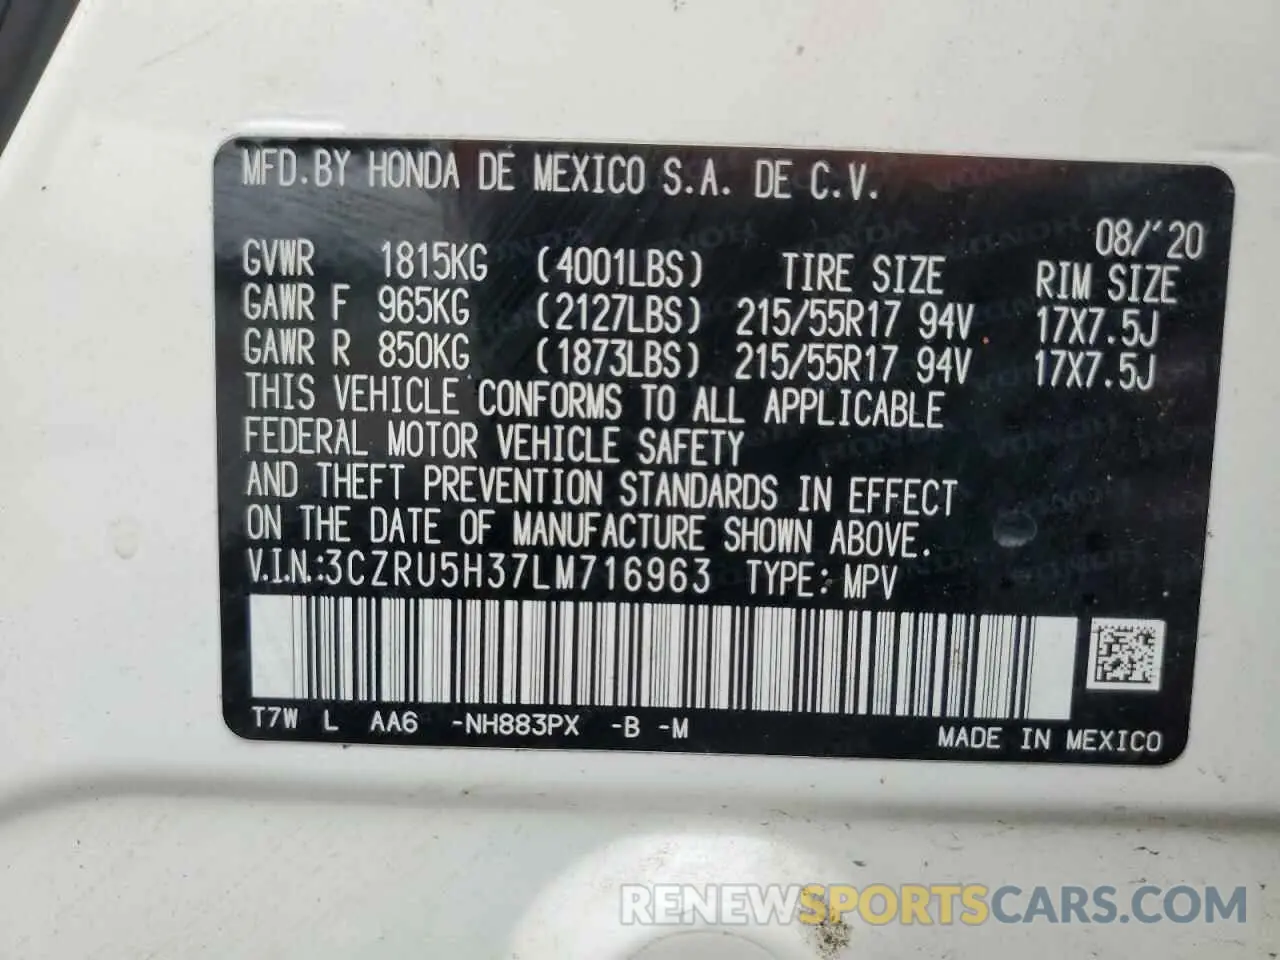 MFD.BY HONDA DE MEXICO S.A. DE C.V.
08/'20
GVWR 1815KG (4001LBS) TIRE SIZE RIM SIZE
GAWR F 965KG (2127LBS) 215/55R17 94V 17X7.5J
GAWR R 850KG (1873LBS) 215/55R17 94V 17X7.5J
THIS VEHICLE CONFORMS TO ALL APPLICABLE
FEDERAL MOTOR VEHICLE SAFETY
AND THEFT PREVENTION STANDARDS IN EFFECT
ON THE DATE OF MANUFACTURE SHOWN ABOVE.
V.I.N.:3CZRU5H37LM716963 TYPE: MPV
T7W L AA6 -NH883PX -B -M
MADE IN MEXICO
RENEWSPORTSCARS.COM